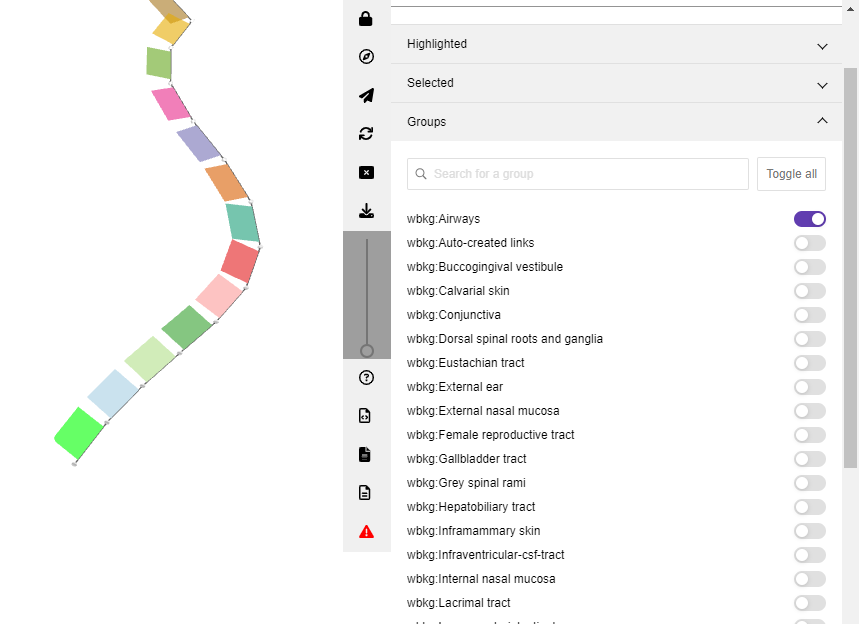 Highlighted
Selected
Groups
Search for a group
Toggle all
wbkg:Airways
wbkg:Auto-created links
wbkg:Buccogingival vestibule
wbkg:Calvarial skin
wbkg:Conjunctiva
wbkg:Dorsal spinal roots and ganglia
wbkg:Eustachian tract
wbkg:External ear
wbkg:External nasal mucosa
wbkg:Female reproductive tract
wbkg:Gallbladder tract
wbkg:Grey spinal rami
wbkg:Hepatobiliary tract
wbkg:Inframammary skin
wbkg:Infraventricular-csf-tract
wbkg:Internal nasal mucosa
wbkg:Lacrimal tract